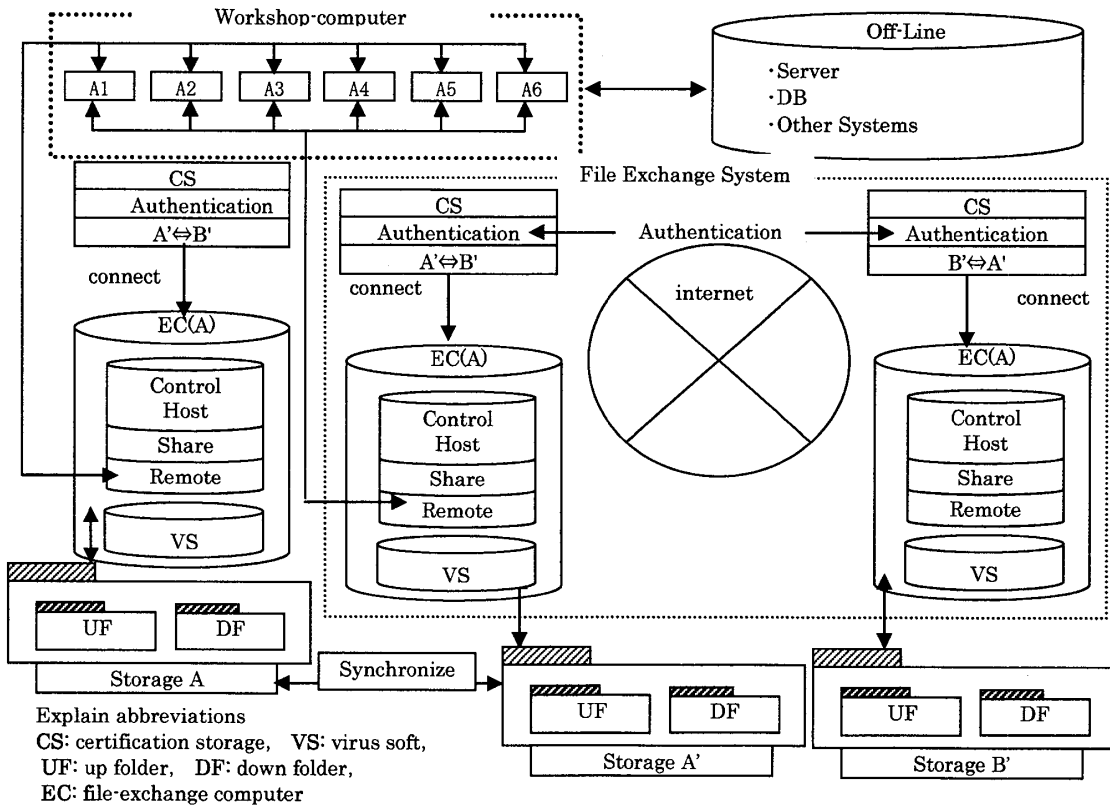 Workshop-computer
A1 A2 A3 A4 A5 A6
Off-Line
・Server
・DB
・Other Systems
File Exchange System
CS
Authentication
A'⇔B'
connect
EC(A)
Control
Host
Share
Remote
VS
UF DF
Storage A
CS
Authentication
A'⇔B'
connect
EC(A)
Control
Host
Share
Remote
VS
Authentication
internet
CS
Authentication
B'⇔A'
connect
EC(A)
Control
Host
Share
Remote
VS
Synchronize
UF DF
Storage A'
UF DF
Storage B'
Explain abbreviations
CS: certification storage, VS: virus soft,
UF: up folder, DF: down folder,
EC: file-exchange computer